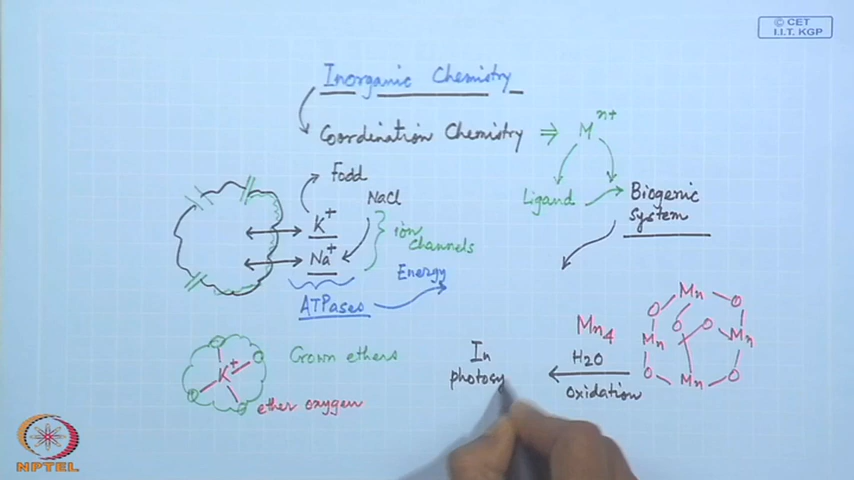 © CET
I.I.T. KGP
Inorganic Chemistry
Coordination Chemistry ⇒ M^n+
Food
NaCl
K+
Na+
ion
channels
Energy
ATPases
Ligand
Biogenic
system
K+
Crown ethers
ether oxygen
In
photosy
Mn4
H2O
oxidation
Mn
O
O
O
O
Mn
Mn
O
Mn
O
NPTEL